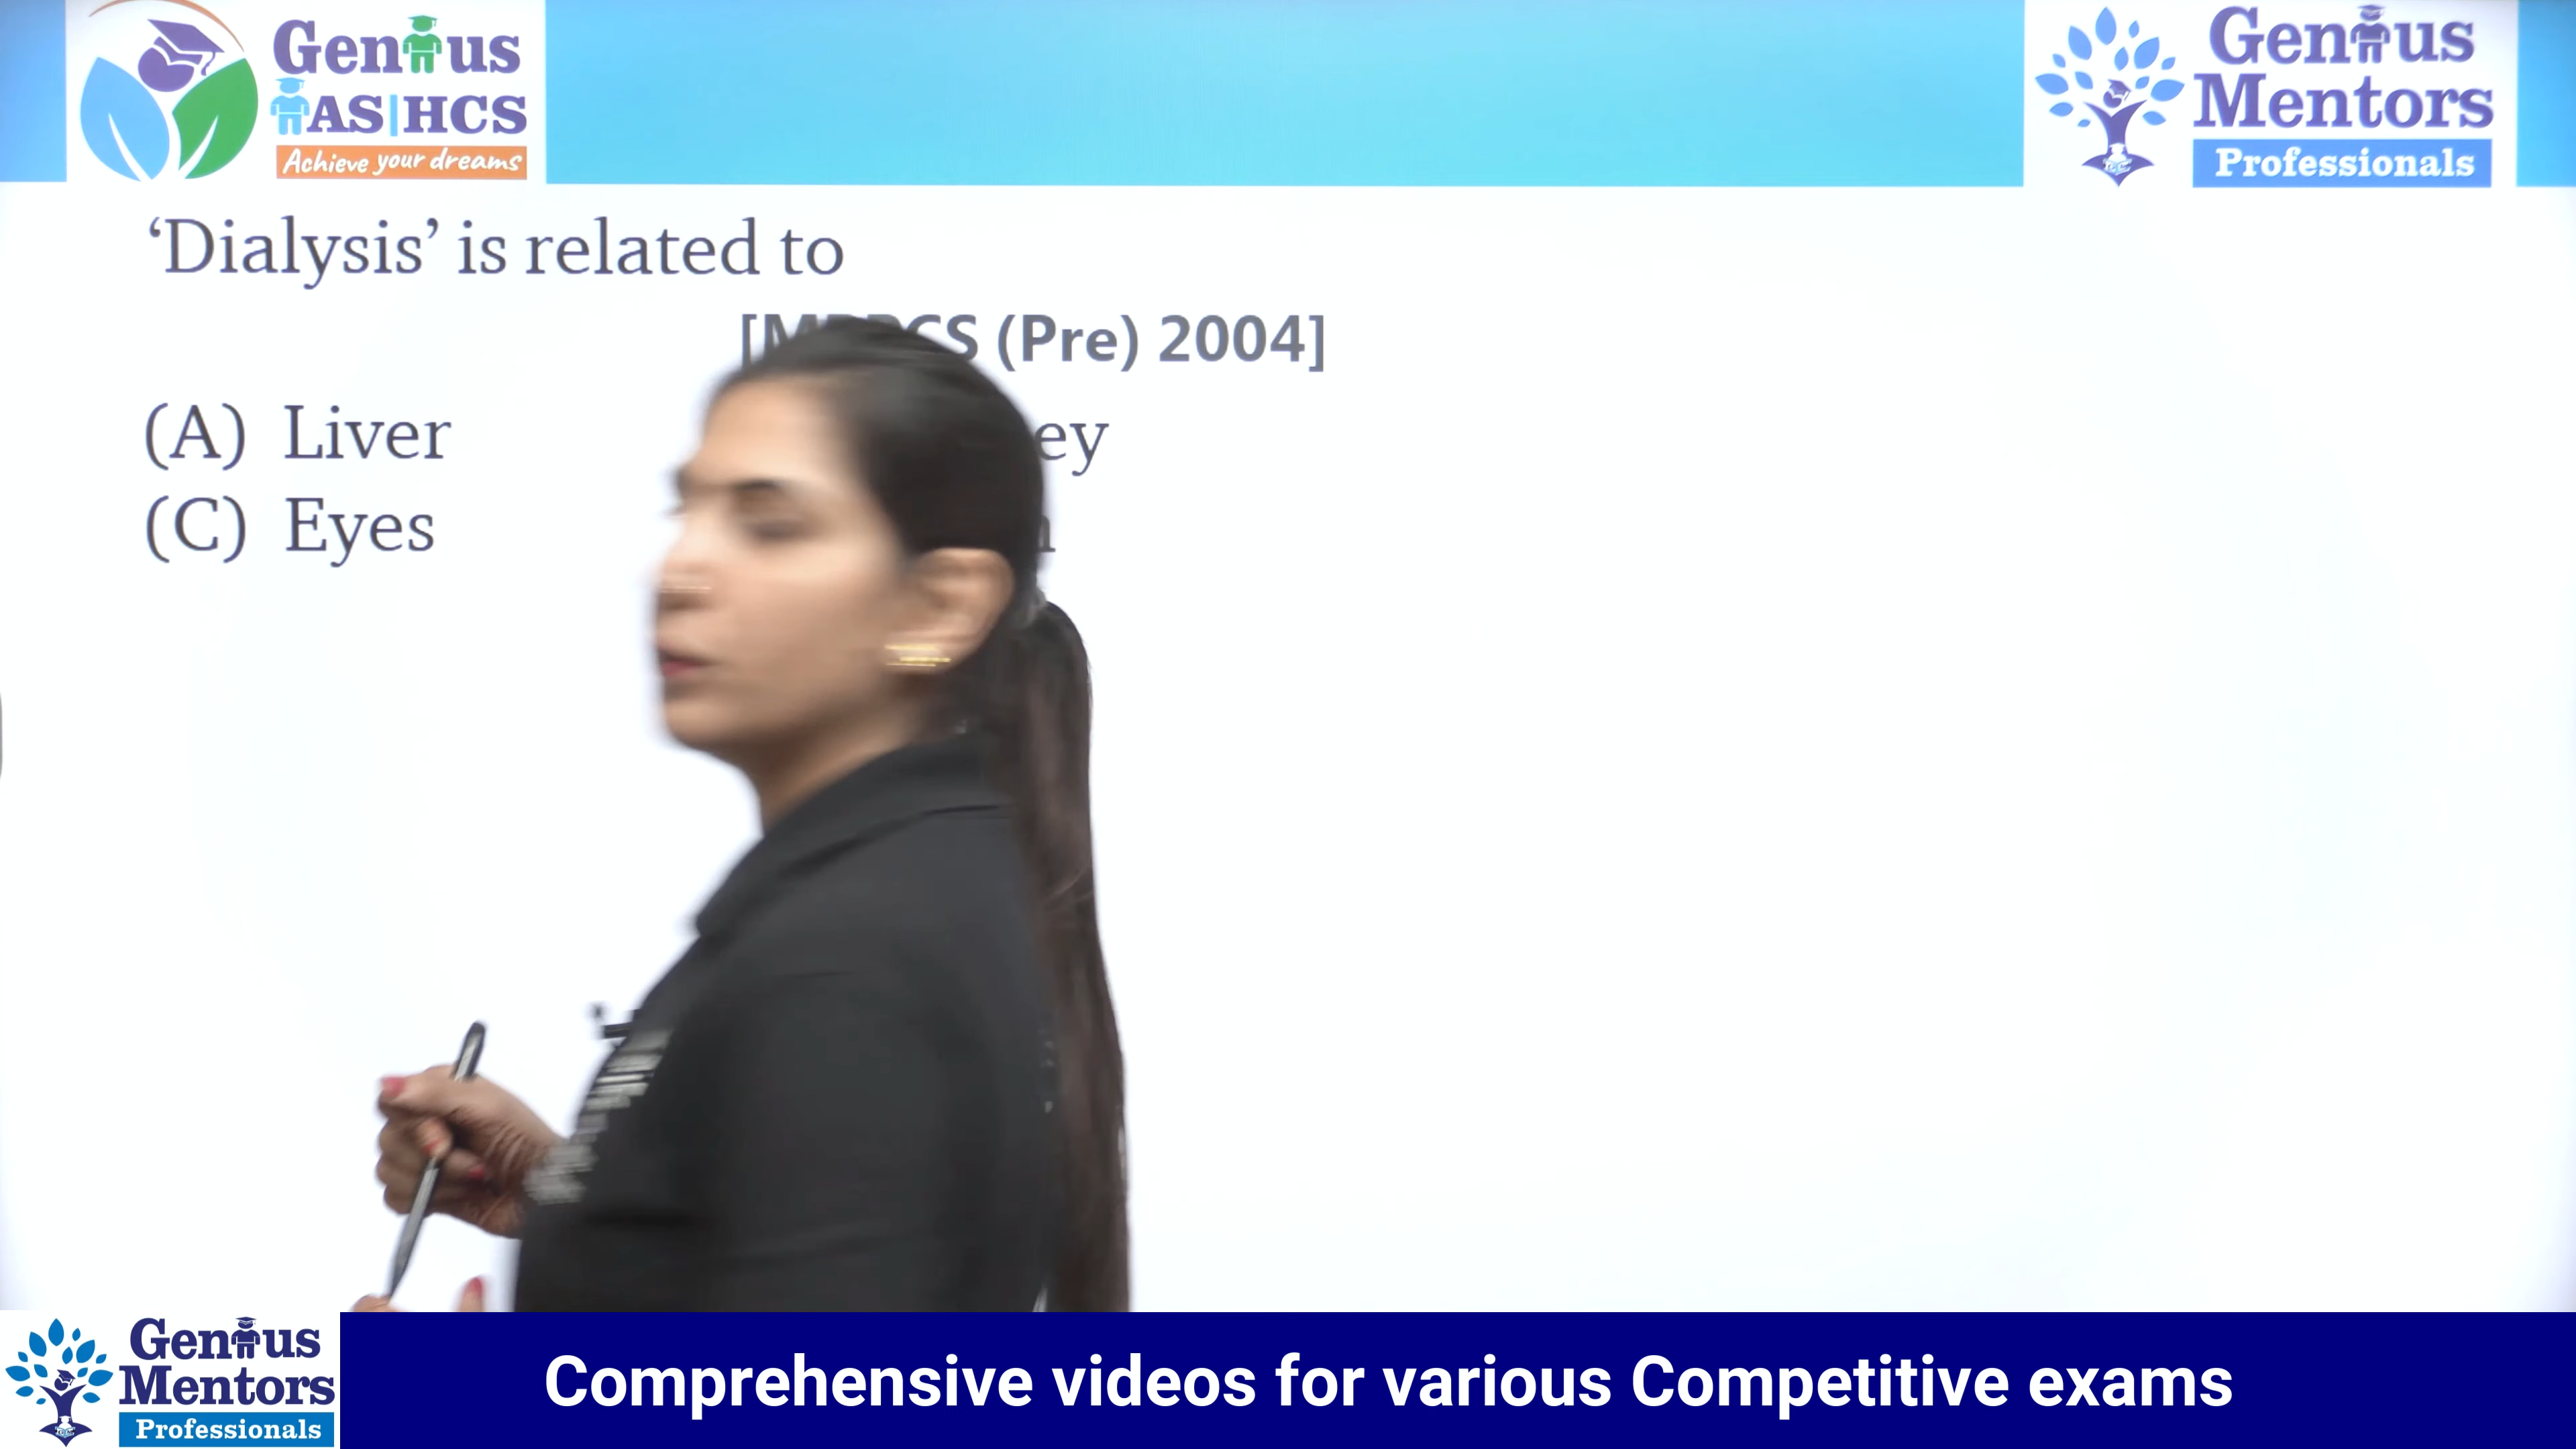 Genius
IAS|HCS
Achieve your dreams
Genius
Mentors
Professionals
‘Dialysis’ is related to
(Pre) 2004]
(A) Liver
(C) Eyes
Genius
Mentors
Professionals
Comprehensive videos for various Competitive exams